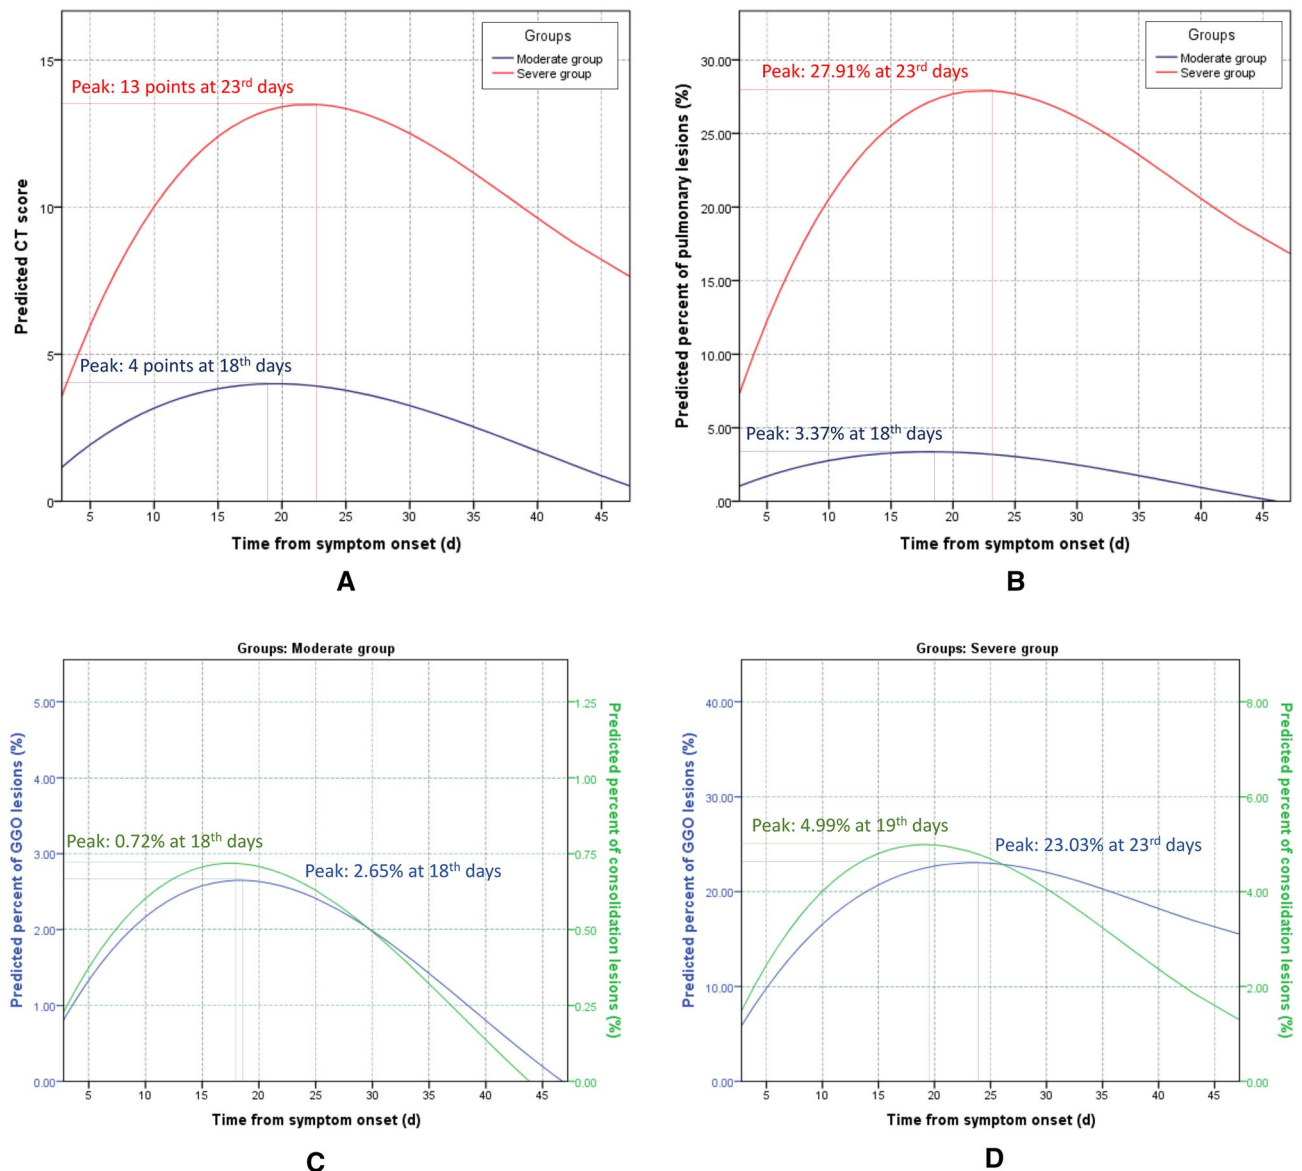 Groups
Moderate group
Severe group
Peak: 13 points at 23rd days
Peak: 4 points at 18th days
Predicted CT score
15
10
5
0
5 10 15 20 25 30 35 40 45
Time from symptom onset (d)
A
Groups
Moderate group
Severe group
Peak: 27.91% at 23rd days
Peak: 3.37% at 18th days
Predicted percent of pulmonary lesions (%)
30.00
25.00
20.00
15.00
10.00
5.00
.00
5 10 15 20 25 30 35 40 45
Time from symptom onset (d)
B
Groups: Moderate group
Predicted percent of GGO lesions (%)
5.00
4.00
3.00
2.00
1.00
0.00
Peak: 0.72% at 18th days
Peak: 2.65% at 18th days
1.25
1.00
0.75
0.50
0.25
0.00
Predicted percent of consolidation lesions (%)
5 10 15 20 25 30 35 40 45
Time from symptom onset (d)
C
Groups: Severe group
Predicted percent of GGO lesions (%)
40.00
30.00
20.00
10.00
0.00
Peak: 4.99% at 19th days
Peak: 23.03% at 23rd days
8.00
6.00
4.00
2.00
0.00
Predicted percent of consolidation lesions (%)
5 10 15 20 25 30 35 40 45
Time from symptom onset (d)
D